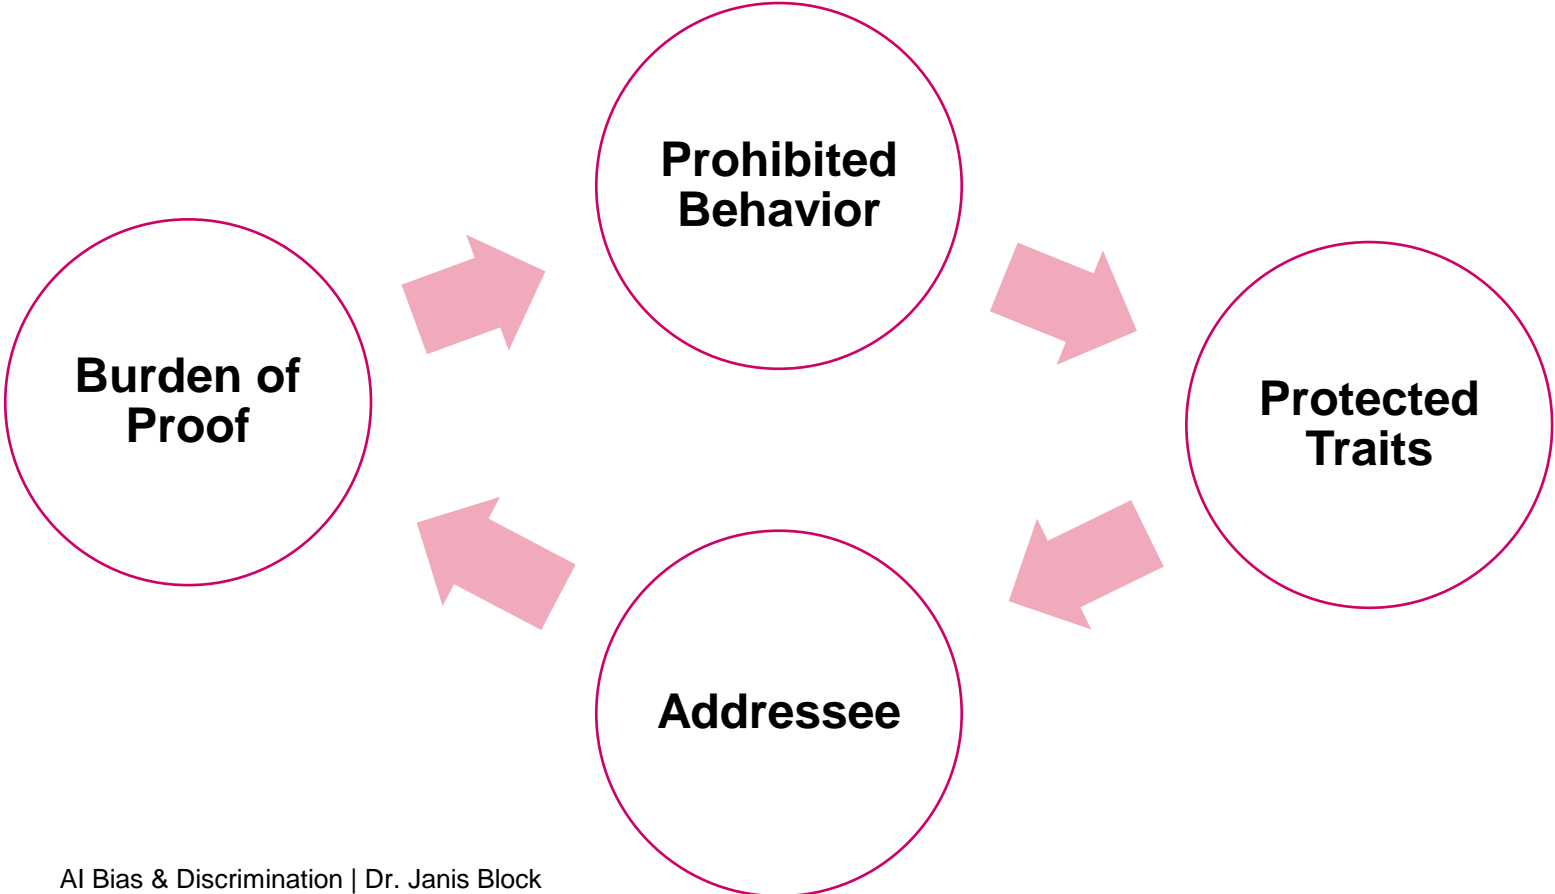 Prohibited
Behavior
Burden of
Proof
Protected
Traits
Addressee
AI Bias & Discrimination | Dr. Janis Block